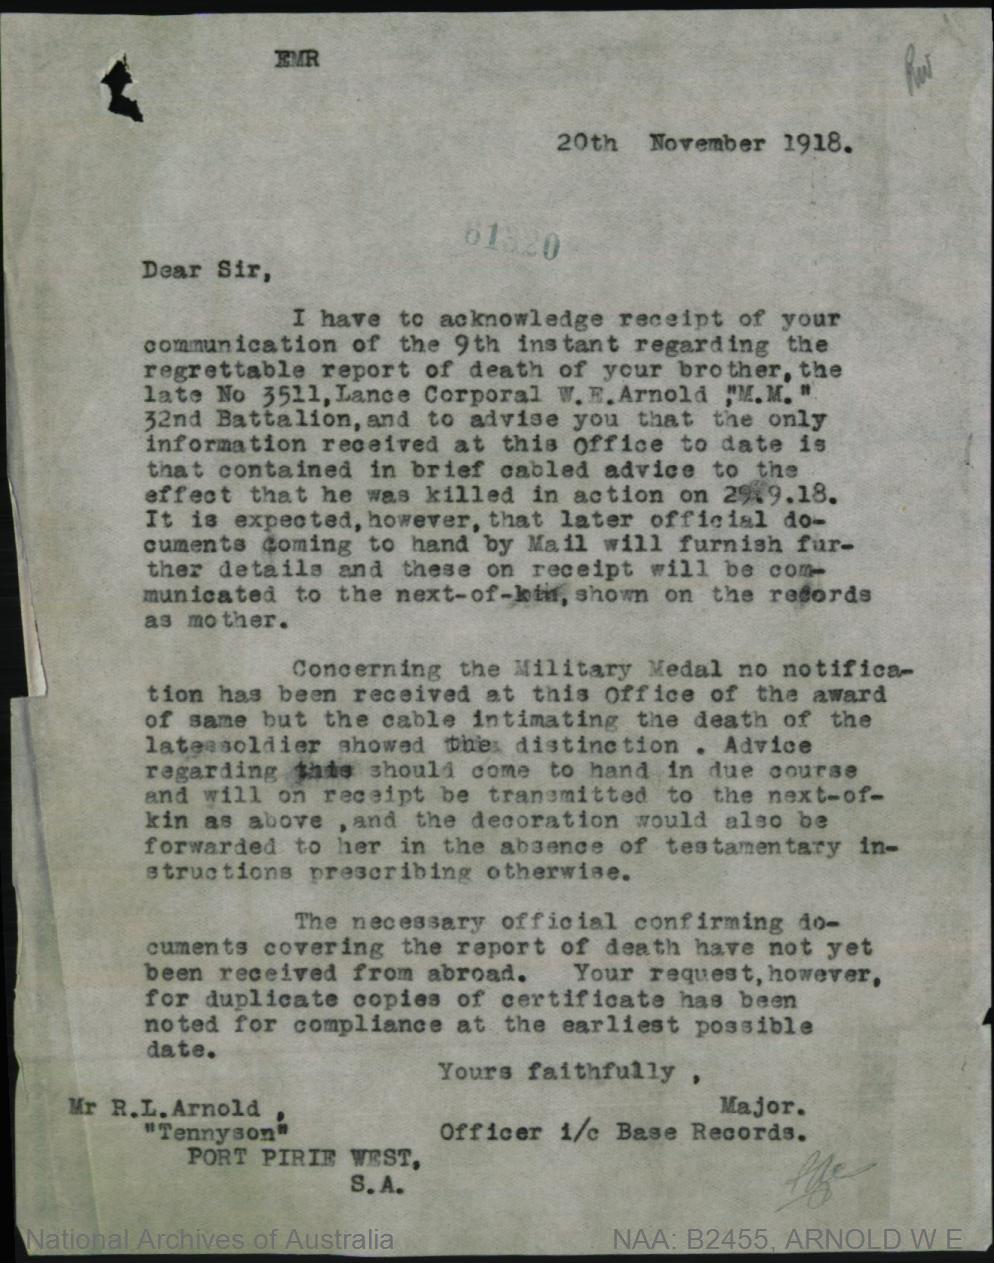 EMR
20th November 1918.
61320
Dear Sir,
I have to acknowledge receipt of your
communication of the 9th instant regarding the
regrettable report of death of your brother,the
late No 3511,Lance Corporal W.E.Arnold ,"M.M."
32nd Battalion,and to advise you that the only
information received at this Office to date is
that contained in brief cabled advice to the
effect that he was killed in action on 29.9.18.
It is expected,however,that later official do-
cuments coming to hand by Mail will furnish fur-
ther details and these on receipt will be com-
municated to the next-of-kin,shown on the records
as mother.
Concerning the Military Medal no notifica-
tion has been received at this Office of the award
of same but the cable intimating the death of the
late soldier showed the distinction . Advice
regarding this should come to hand in due course
and will on receipt be transmitted to the next-of-
kin as above ,and the decoration would also be
forwarded to her in the absence of testamentary in-
structions prescribing otherwise.
The necessary official confirming do-
cuments covering the report of death have not yet
been received from abroad. Your request,however,
for duplicate copies of certificate has been
noted for compliance at the earliest possible
date.
Yours faithfully ,
Major.
Officer i/c Base Records.
Mr R.L.Arnold ,
"Tennyson"
PORT PIRIE WEST,
S.A.
National Archives of Australia
NAA: B2455, ARNOLD W E